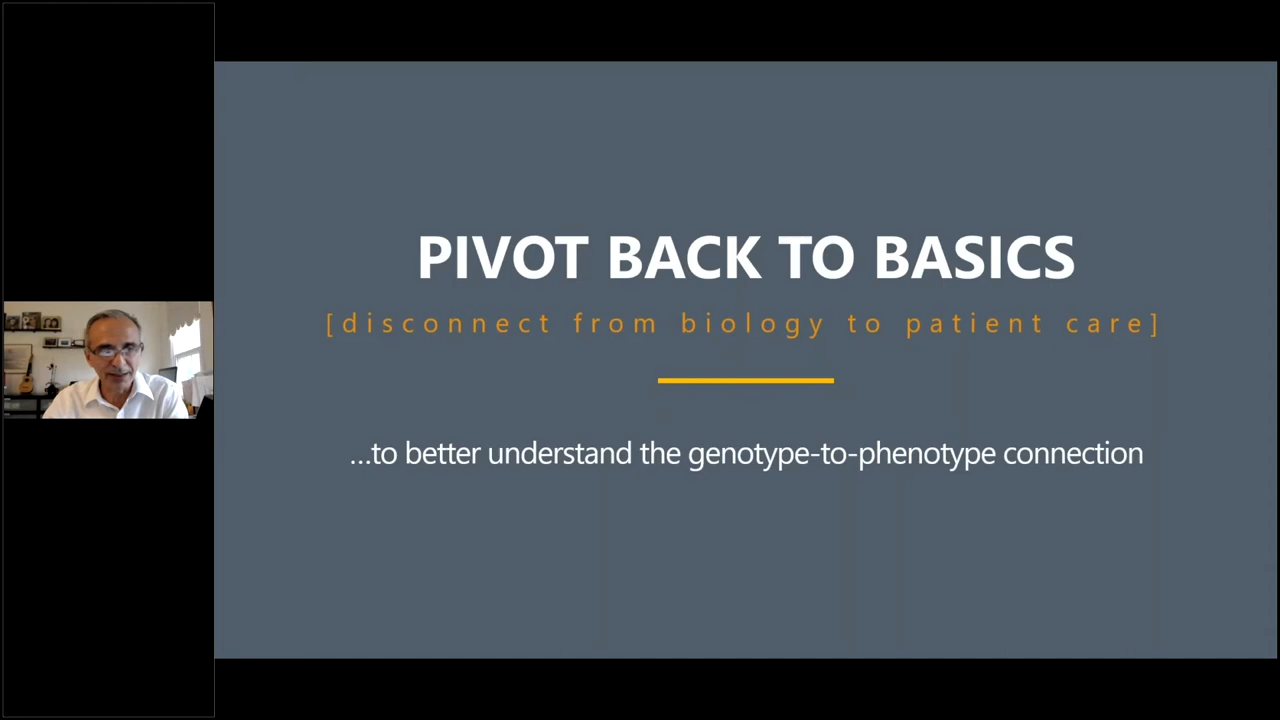 PIVOT BACK TO BASICS
[disconnect from biology to patient care]
...to better understand the genotype-to-phenotype connection